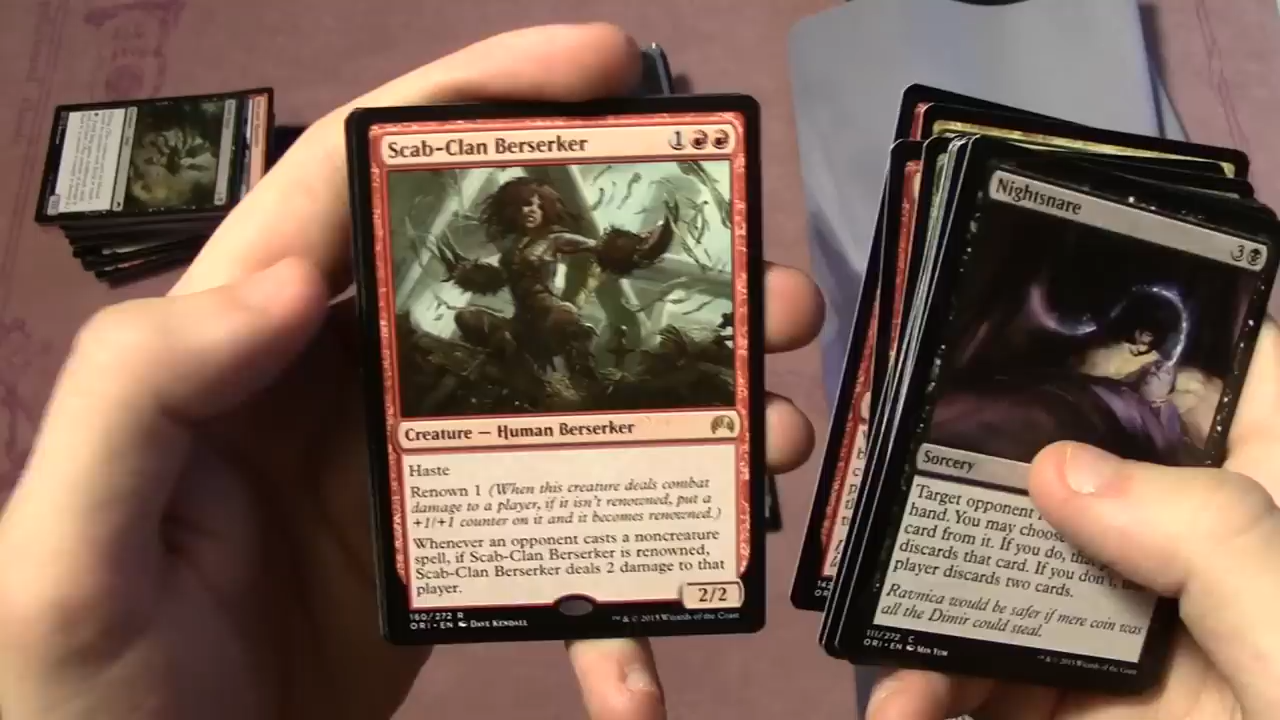 Scab-Clan Berserker
1
Creature — Human Berserker
Haste
Renown 1 (When this creature deals combat
damage to a player, if it isn't renowned, put a
+1/+1 counter on it and it becomes renowned.)
Whenever an opponent casts a noncreature
spell, if Scab-Clan Berserker is renowned,
Scab-Clan Berserker deals 2 damage to that
player.
2/2
160/272 R
ORI • EN Dave Kendall
™ & © 2015 Wizards of the Coast
Nightsnare
3
Sorcery
Target opponent
hand. You may choose
card from it. If you do, tha
discards that card. If you don't,
player discards two cards.
Ravnica would be safer if mere coin was
all the Dimir could steal.
111/272 C
ORI • EN Min Yum
™ & © 2015 Wizards of the Coast